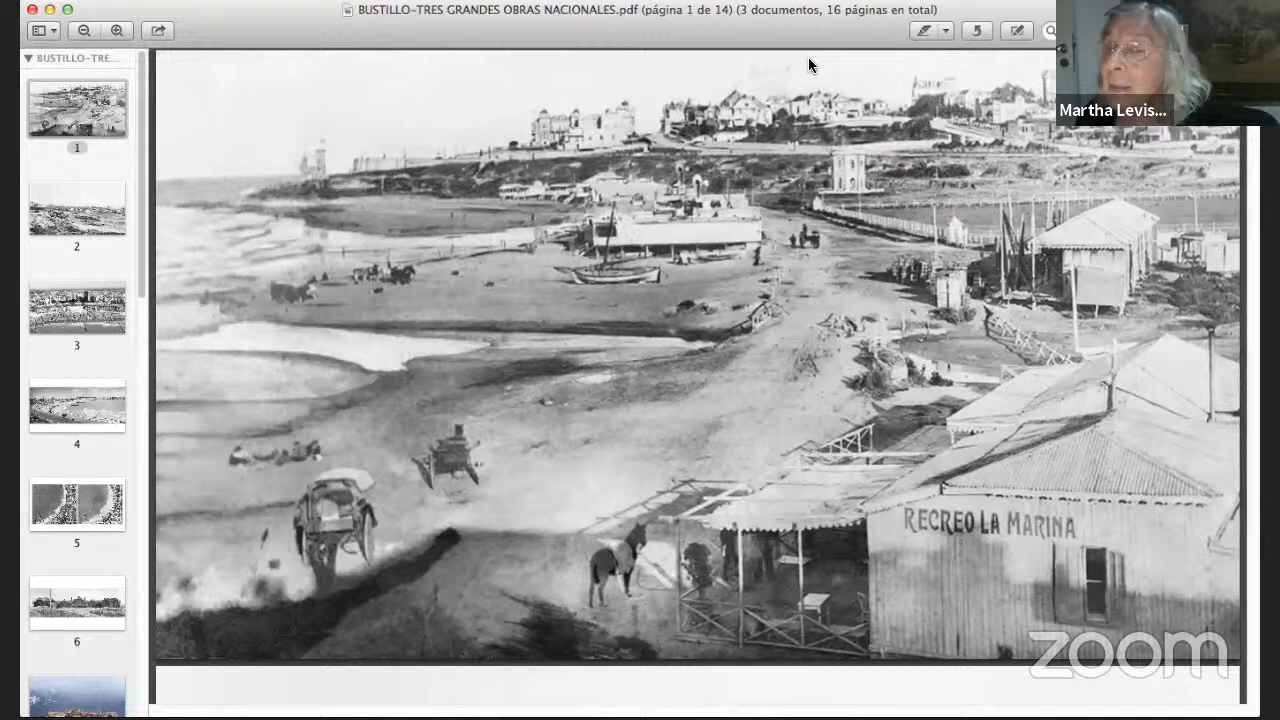 BUSTILLO-TRES GRANDES OBRAS NACIONALES.pdf (página 1 de 14) (3 documentos, 16 páginas en total)
BUSTILLO-TRE...
1
2
3
4
5
6
Martha Levis...
RECREO LA MARINA
zoom